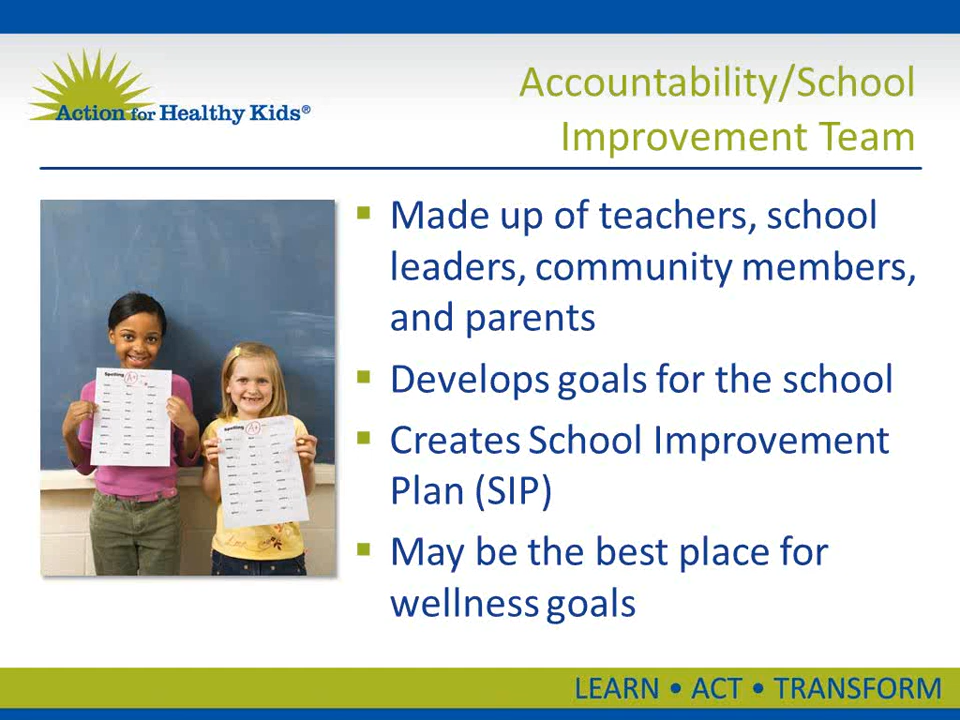 Action for Healthy Kids®
Accountability/School
Improvement Team
Made up of teachers, school
leaders, community members,
and parents
Develops goals for the school
Creates School Improvement
Plan (SIP)
May be the best place for
wellness goals
Spelling A+
Spelling A+
LEARN • ACT • TRANSFORM